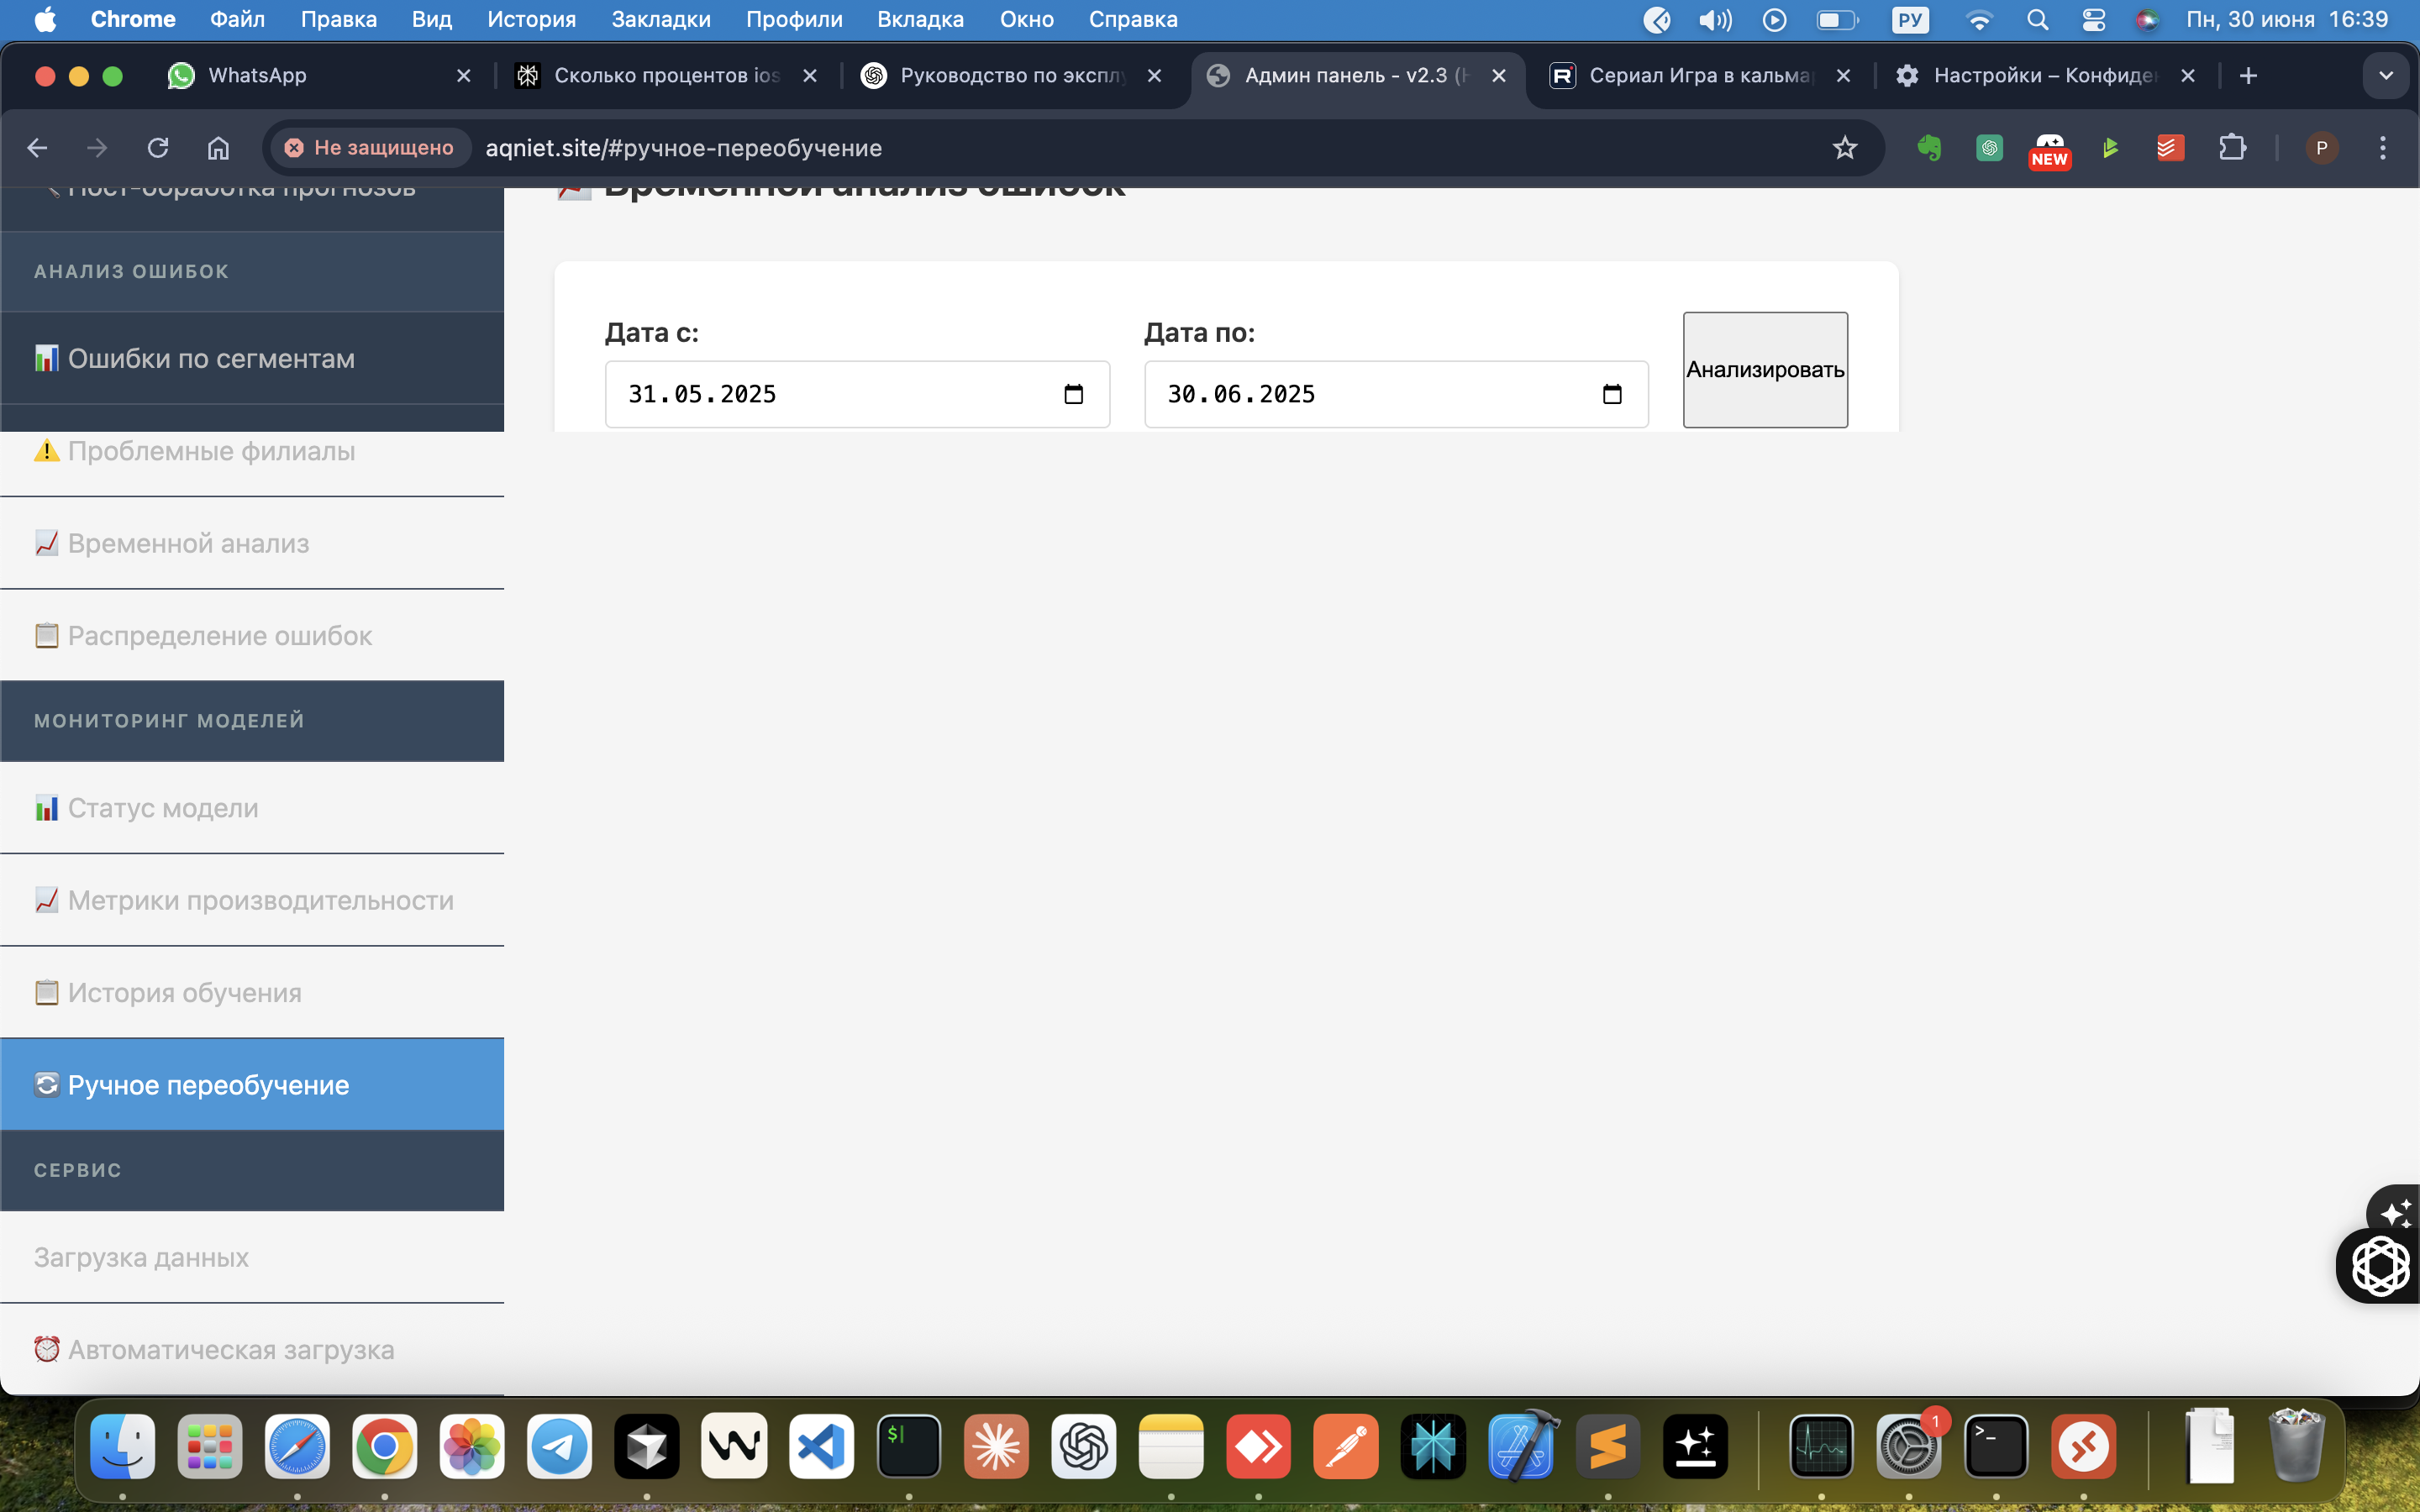 Chrome Файл Правка Вид История Закладки Профили Вкладка Окно Справка РУ Пн, 30 июня 16:39
WhatsApp Сколько процентов ios Руководство по экспл Админ панель - v2.3 (Н Сериал Игра в кальма Настройки – Конфиде
Не защищено aqniet.site/#ручное-переобучение NEW P
Пост-обработка прогнозов
Временной анализ ошибок
АНАЛИЗ ОШИБОК
Ошибки по сегментам
Дата с:
Дата по:
31.05.2025
30.06.2025
Анализировать
Проблемные филиалы
Временной анализ
Распределение ошибок
МОНИТОРИНГ МОДЕЛЕЙ
Статус модели
Метрики производительности
История обучения
Ручное переобучение
СЕРВИС
Загрузка данных
Автоматическая загрузка
$
1
>_